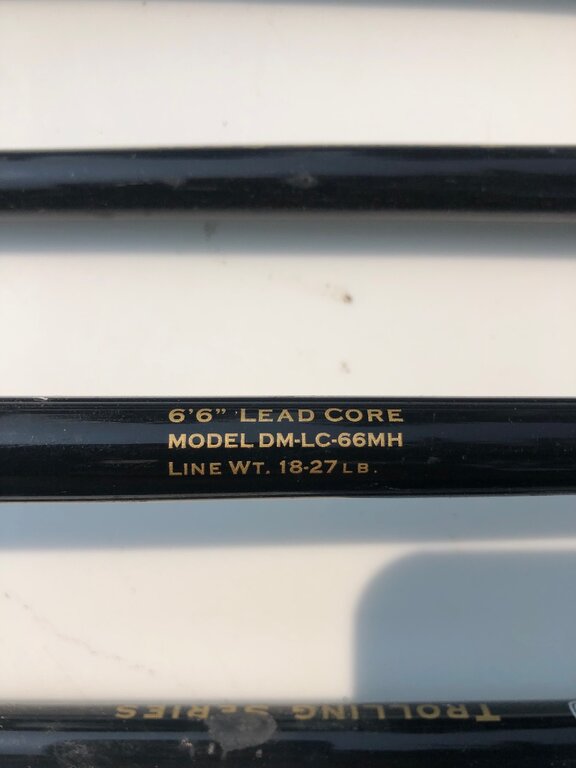 6'6" LEAD CORE
MODEL DM-LC-66MH
LINE WT. 18-27 LB.
TROLLING SERIES